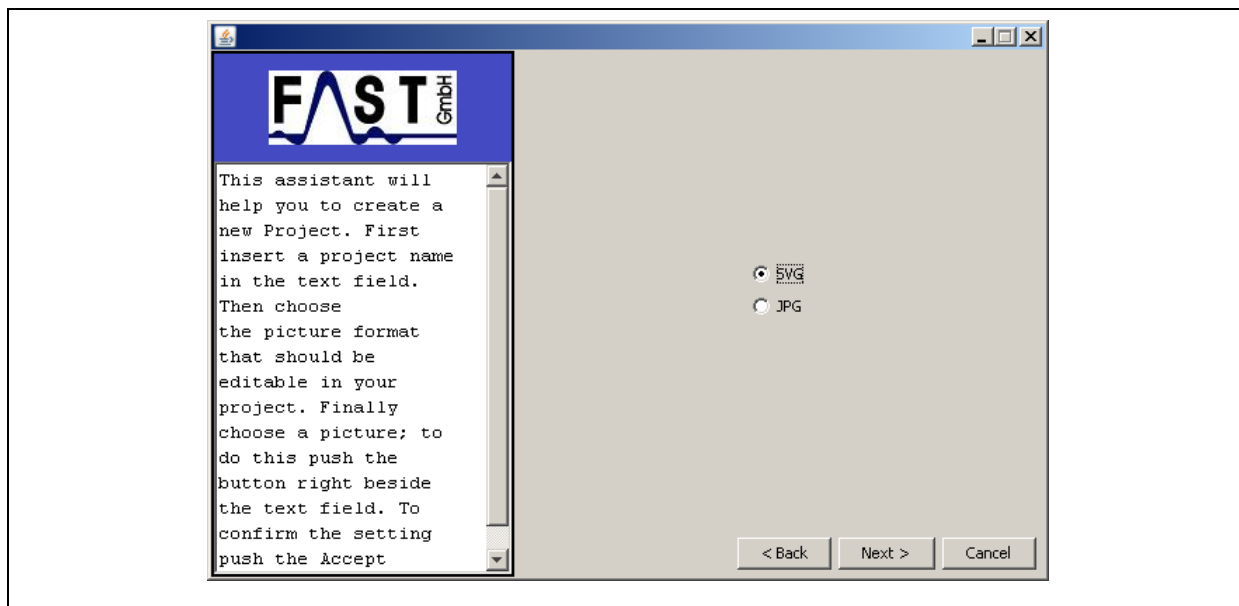 FAST GmbH
This assistant will
help you to create a
new Project. First
insert a project name
in the text field.
Then choose
the picture format
that should be
editable in your
project. Finally
choose a picture; to
do this push the
button right beside
the text field. To
confirm the setting
push the Accept
SVG
JPG
< Back
Next >
Cancel